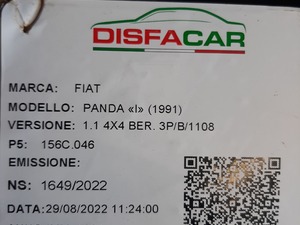 DISFACAR
MARCA: FIAT
MODELLO: PANDA «I» (1991)
VERSIONE: 1.1 4X4 BER. 3P/B/1108
P5: 156C.046
EMISSIONE:
NS: 1649/2022
DATA:29/08/2022 11:24:00